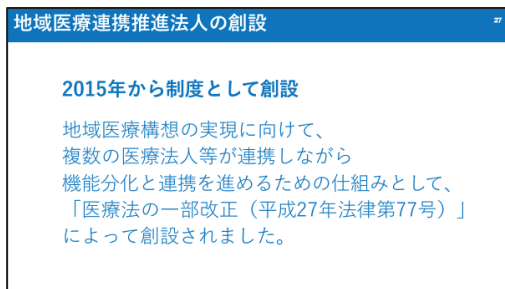 地域医療連携推進法人の創設
27
2015年から制度として創設
地域医療構想の実現に向けて、
複数の医療法人等が連携しながら
機能分化と連携を進めるための仕組みとして、
「医療法の一部改正（平成27年法律第77号）」
によって創設されました。